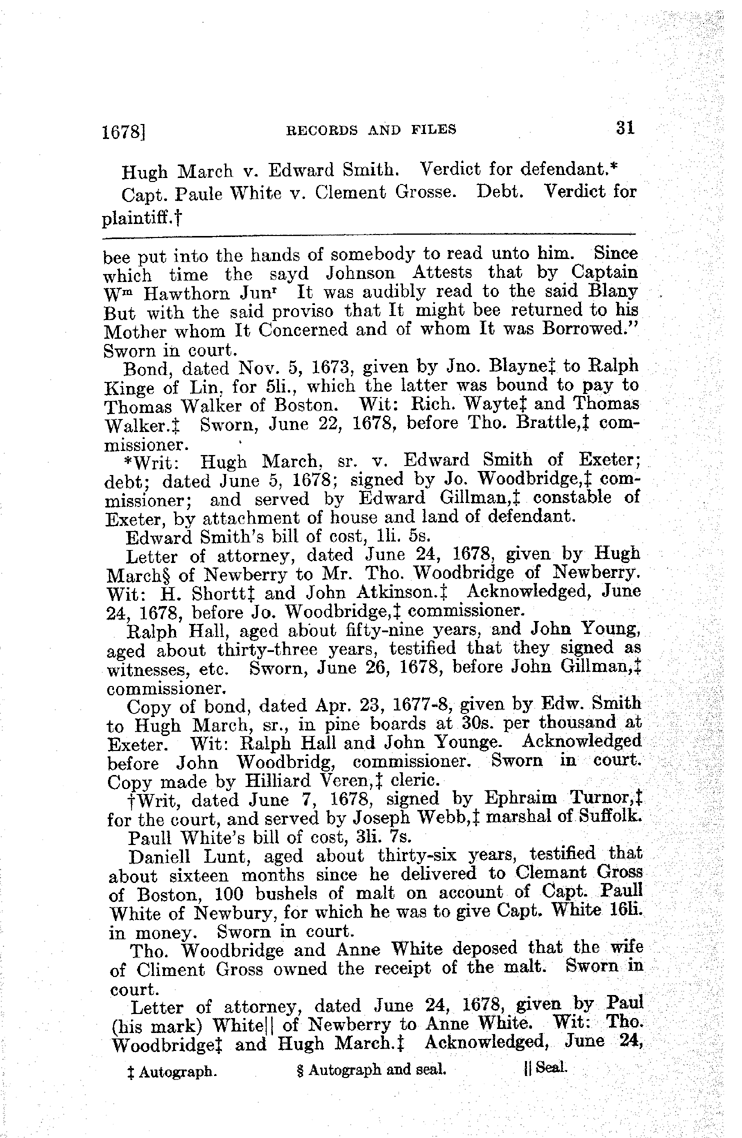 1678] RECORDS AND FILES 31
Hugh March v. Edward Smith. Verdict for defendant.*
Capt. Paule White v. Clement Grosse. Debt. Verdict for
plaintiff.†
bee put into the hands of somebody to read unto him. Since
which time the sayd Johnson Attests that by Captain
Wᵐ Hawthorn Junʳ It was audibly read to the said Blany
But with the said proviso that It might bee returned to his
Mother whom It Concerned and of whom It was Borrowed."
Sworn in court.
Bond, dated Nov. 5, 1673, given by Jno. Blayne‡ to Ralph
Kinge of Lin, for 5li., which the latter was bound to pay to
Thomas Walker of Boston. Wit: Rich. Wayte‡ and Thomas
Walker.‡ Sworn, June 22, 1678, before Tho. Brattle,‡ com-
missioner.
*Writ: Hugh March, sr. v. Edward Smith of Exeter;
debt; dated June 5, 1678; signed by Jo. Woodbridge,‡ com-
missioner; and served by Edward Gillman,‡ constable of
Exeter, by attachment of house and land of defendant.
Edward Smith's bill of cost, 1li. 5s.
Letter of attorney, dated June 24, 1678, given by Hugh
March§ of Newberry to Mr. Tho. Woodbridge of Newberry.
Wit: H. Shortt‡ and John Atkinson.‡ Acknowledged, June
24, 1678, before Jo. Woodbridge,‡ commissioner.
Ralph Hall, aged about fifty-nine years, and John Young,
aged about thirty-three years, testified that they signed as
witnesses, etc. Sworn, June 26, 1678, before John Gillman,‡
commissioner.
Copy of bond, dated Apr. 23, 1677-8, given by Edw. Smith
to Hugh March, sr., in pine boards at 30s. per thousand at
Exeter. Wit: Ralph Hall and John Younge. Acknowledged
before John Woodbridg, commissioner. Sworn in court.
Copy made by Hilliard Veren,‡ cleric.
†Writ, dated June 7, 1678, signed by Ephraim Turnor,‡
for the court, and served by Joseph Webb,‡ marshal of Suffolk.
Paull White's bill of cost, 3li. 7s.
Daniell Lunt, aged about thirty-six years, testified that
about sixteen months since he delivered to Clemant Gross
of Boston, 100 bushels of malt on account of Capt. Paull
White of Newbury, for which he was to give Capt. White 16li.
in money. Sworn in court.
Tho. Woodbridge and Anne White deposed that the wife
of Climent Gross owned the receipt of the malt. Sworn in
court.
Letter of attorney, dated June 24, 1678, given by Paul
(his mark) White|| of Newberry to Anne White. Wit: Tho.
Woodbridge‡ and Hugh March.‡ Acknowledged, June 24,
‡ Autograph. § Autograph and seal. || Seal.